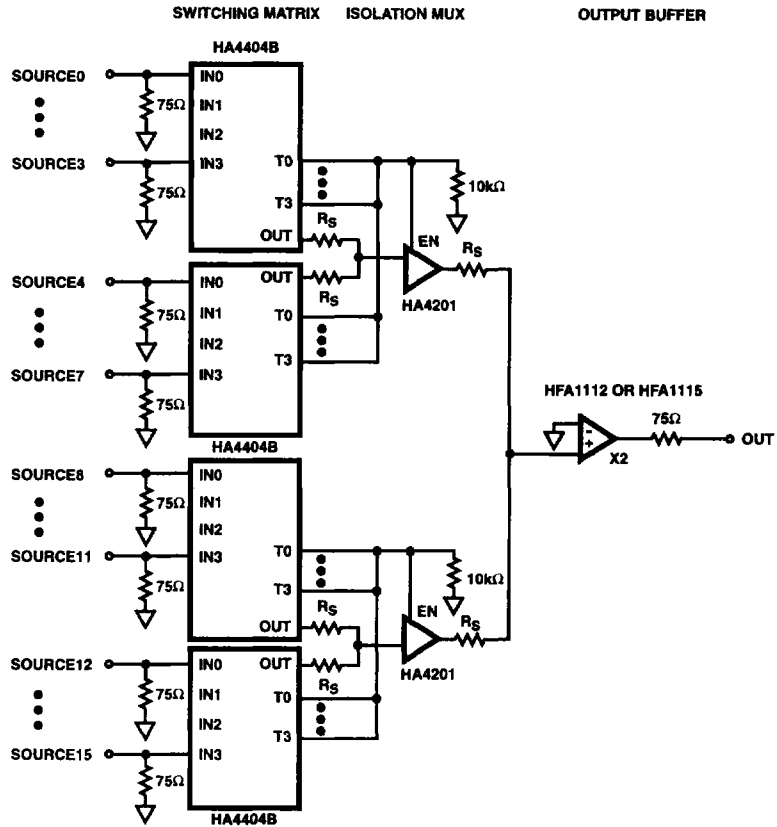 SWITCHING MATRIX ISOLATION MUX OUTPUT BUFFER
HA4404B
SOURCE0
75Ω
IN0
IN1
IN2
SOURCE3
75Ω
IN3
T0
T3
OUT
RS
10kΩ
EN
RS
HA4201
SOURCE4
75Ω
IN0
IN1
IN2
OUT
RS
T0
T3
SOURCE7
75Ω
IN3
HA4404B
HFA1112 OR HFA1115
-
+
X2
75Ω
OUT
SOURCE8
75Ω
IN0
IN1
IN2
SOURCE11
75Ω
IN3
T0
T3
OUT
RS
10kΩ
EN
RS
HA4201
SOURCE12
75Ω
IN0
IN1
IN2
OUT
RS
T0
T3
SOURCE15
75Ω
IN3
HA4404B